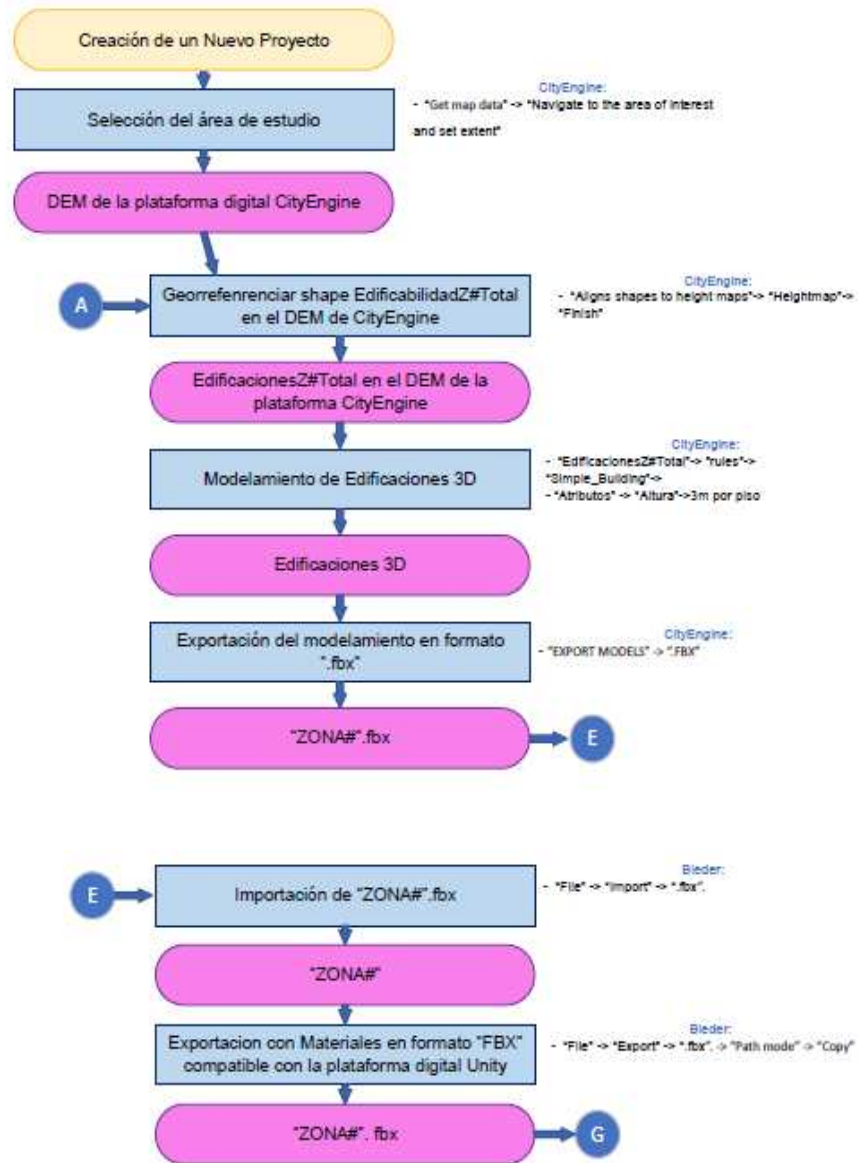 Creación de un Nuevo Proyecto
Selección del área de estudio
CityEngine:
- "Get map data" -> "Navigate to the area of Interest
and set extent"
DEM de la plataforma digital CityEngine
A
Georrefenrenciar shape EdificabilidadZ#Total
en el DEM de CityEngine
CityEngine:
- "Aligns shapes to height maps"-> "Heightmap"->
"Finish"
EdificacionesZ#Total en el DEM de la
plataforma CityEngine
Modelamiento de Edificaciones 3D
CityEngine:
- "EdificacionesZ#Total"-> "rules"->
"Simple_Building"->
- "Atributos" -> "Altura"->3m por piso
Edificaciones 3D
Exportación del modelamiento en formato
".fbx"
CityEngine:
- "EXPORT MODELS" -> ".FBX"
"ZONA#".fbx
E
E
Importación de "ZONA#".fbx
Bleder:
- "File" -> "Import" -> ".fbx".
"ZONA#"
Exportacion con Materiales en formato "FBX"
compatible con la plataforma digital Unity
Bleder:
- "File" -> "Export" -> ".fbx". -> "Path mode" -> "Copy"
"ZONA#". fbx
G